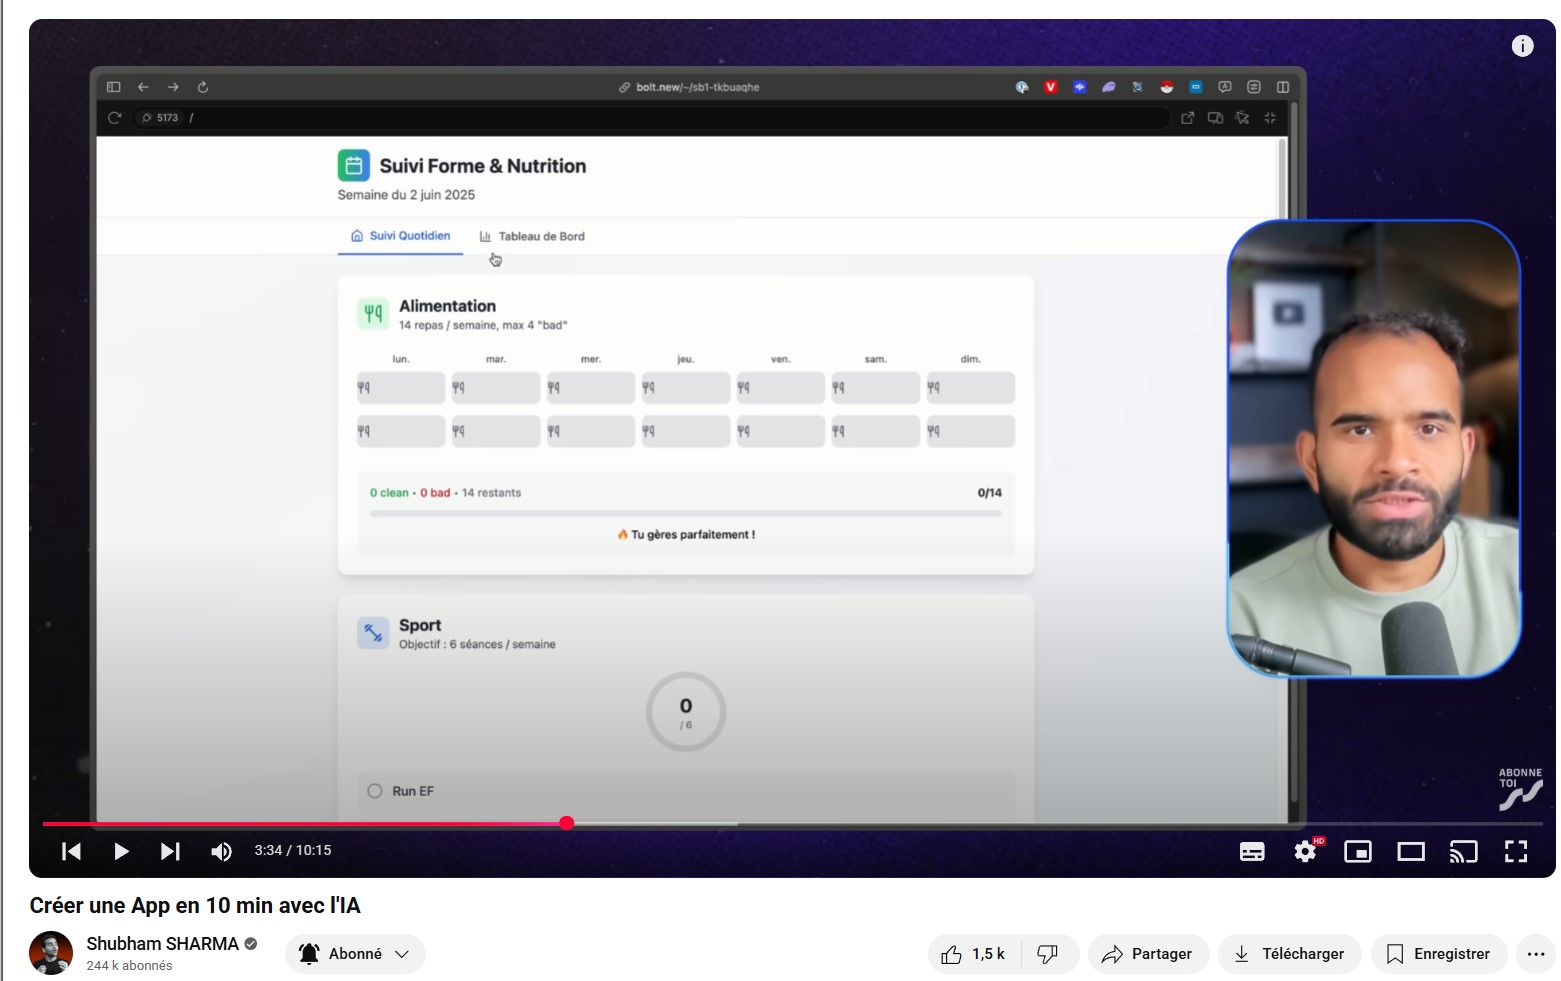 bolt.new/~/sb1-tkbuaqhe
5173 /
Suivi Forme & Nutrition
Semaine du 2 juin 2025
Suivi Quotidien
Tableau de Bord
Alimentation
14 repas / semaine, max 4 "bad"
lun. mar. mer. jeu. ven. sam. dim.
0 clean • 0 bad • 14 restants
0/14
🔥 Tu gères parfaitement !
Sport
Objectif : 6 séances / semaine
0
/ 6
Run EF
ABONNE
TOI
3:34 / 10:15
HD
Créer une App en 10 min avec l'IA
Shubham SHARMA
244 k abonnés
Abonné
1,5 k
Partager
Télécharger
Enregistrer